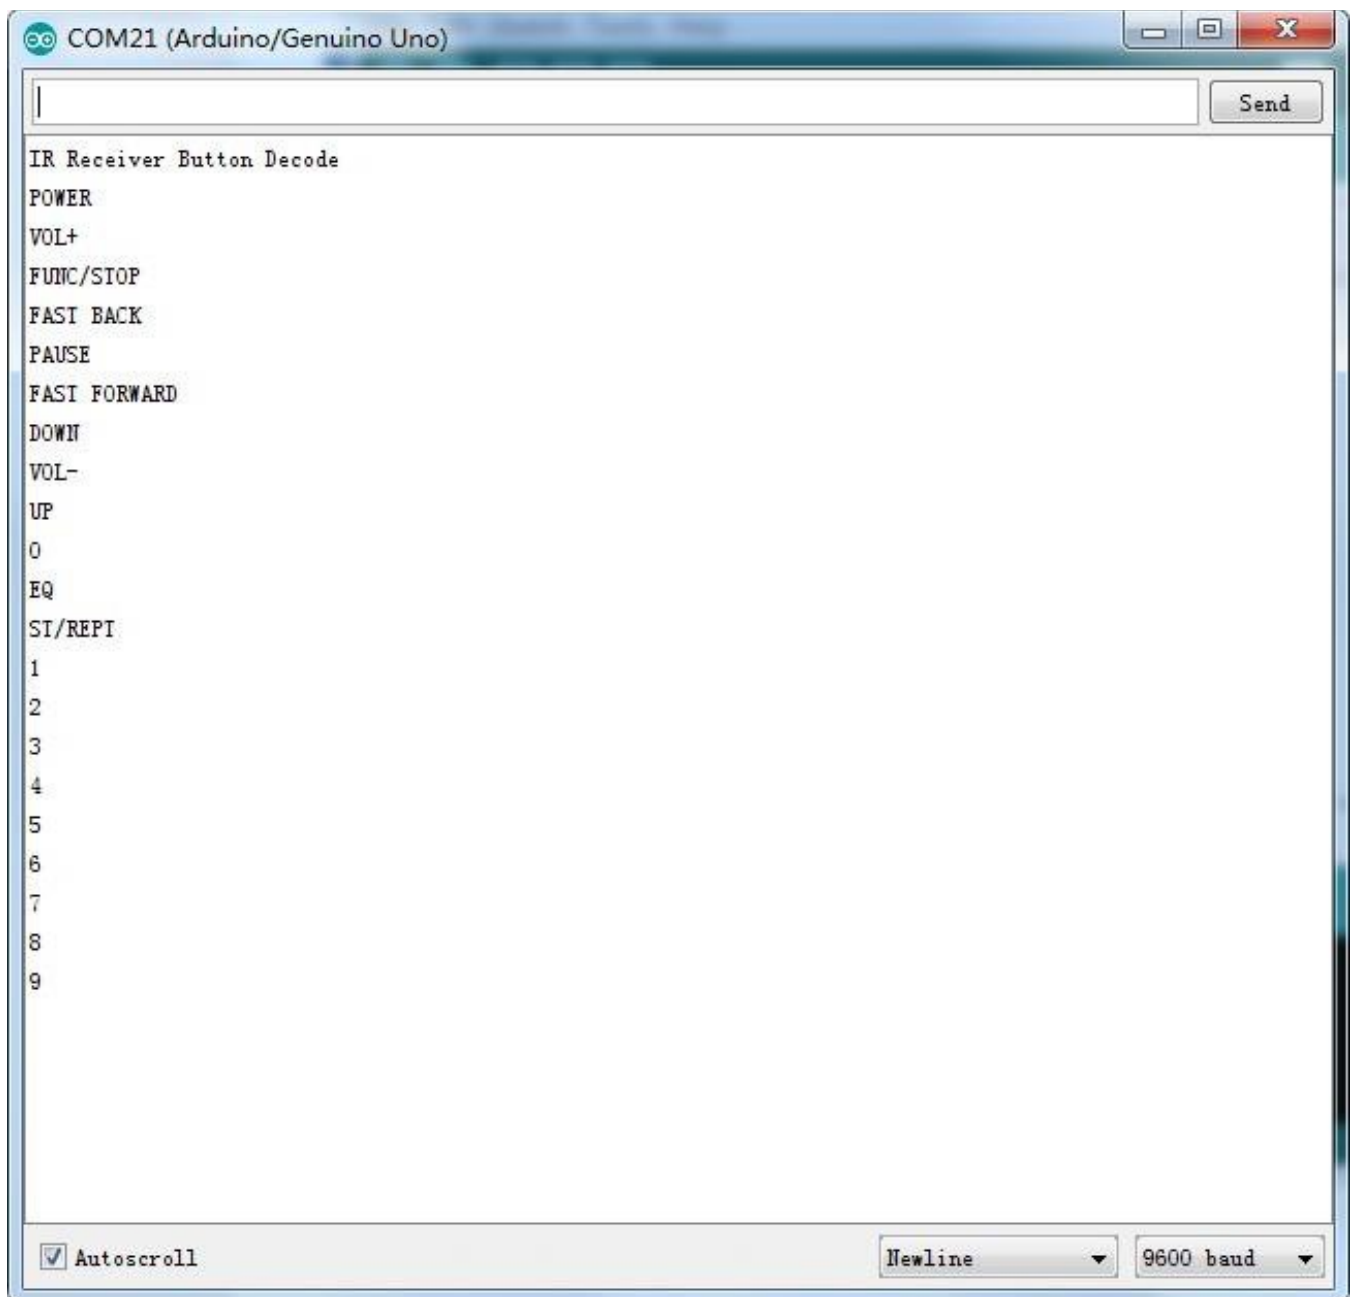 COM21 (Arduino/Genuino Uno)
Send
IR Receiver Button Decode
POWER
VOL+
FUNC/STOP
FAST BACK
PAUSE
FAST FORWARD
DOWN
VOL-
UP
0
EQ
ST/REPT
1
2
3
4
5
6
7
8
9
Autoscroll
Newline
9600 baud